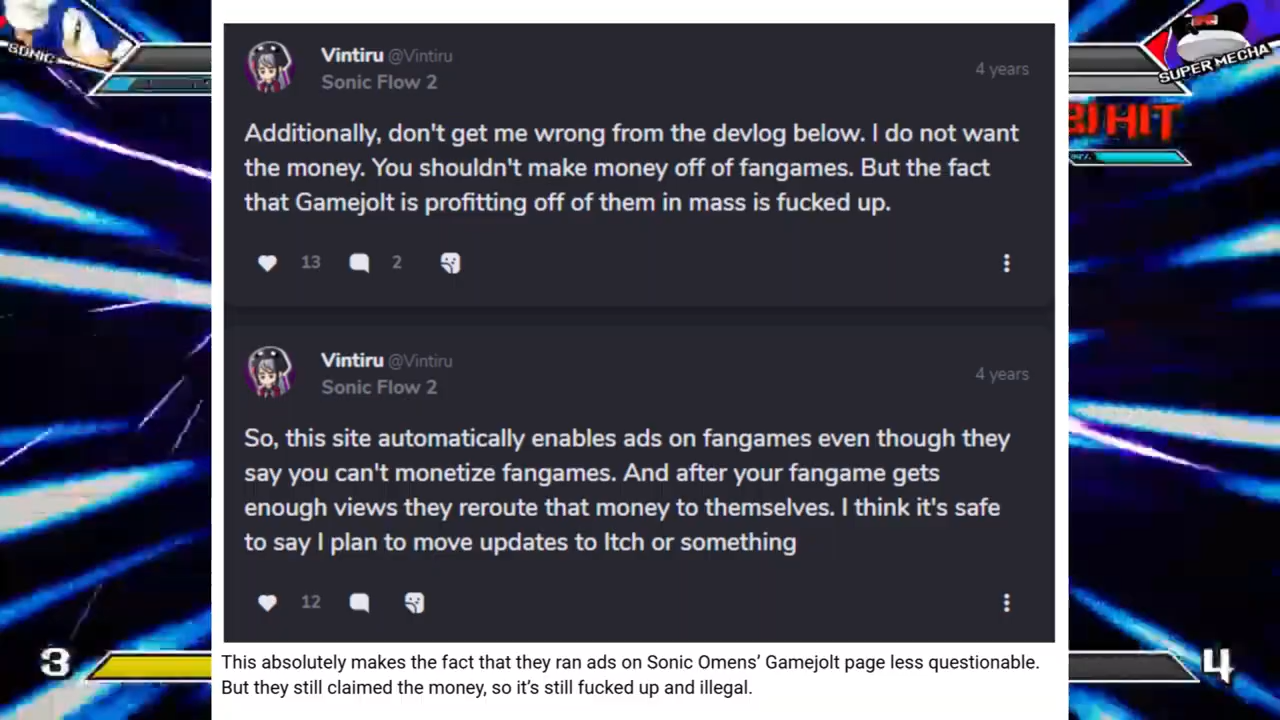 SONIC
SUPER MECHA
HIT
Vintiru @Vintiru
Sonic Flow 2
4 years
Additionally, don't get me wrong from the devlog below. I do not want
the money. You shouldn't make money off of fangames. But the fact
that Gamejolt is profitting off of them in mass is fucked up.
13
2
Vintiru @Vintiru
Sonic Flow 2
4 years
So, this site automatically enables ads on fangames even though they
say you can't monetize fangames. And after your fangame gets
enough views they reroute that money to themselves. I think it's safe
to say I plan to move updates to Itch or something
12
3
4
This absolutely makes the fact that they ran ads on Sonic Omens’ Gamejolt page less questionable.
But they still claimed the money, so it’s still fucked up and illegal.